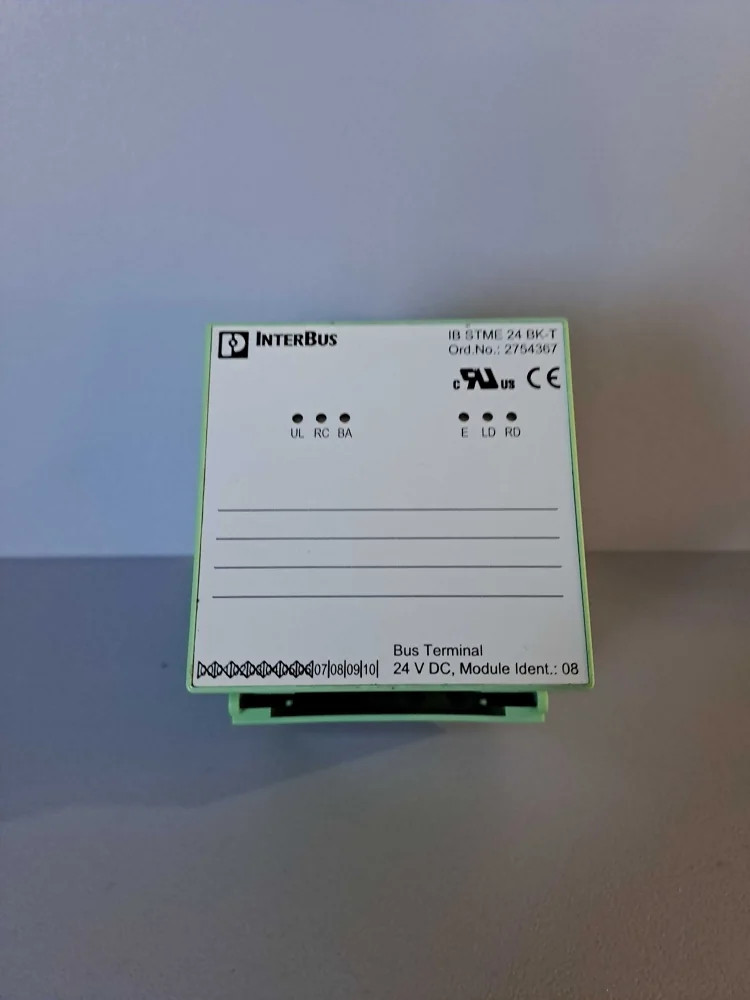 INTERBUS
IB STME 24 BK-T
Ord.No.: 2754367
c RU US CE
UL RC BA
E LD RD
Bus Terminal
07|08|09|10|
24 V DC, Module Ident.: 08